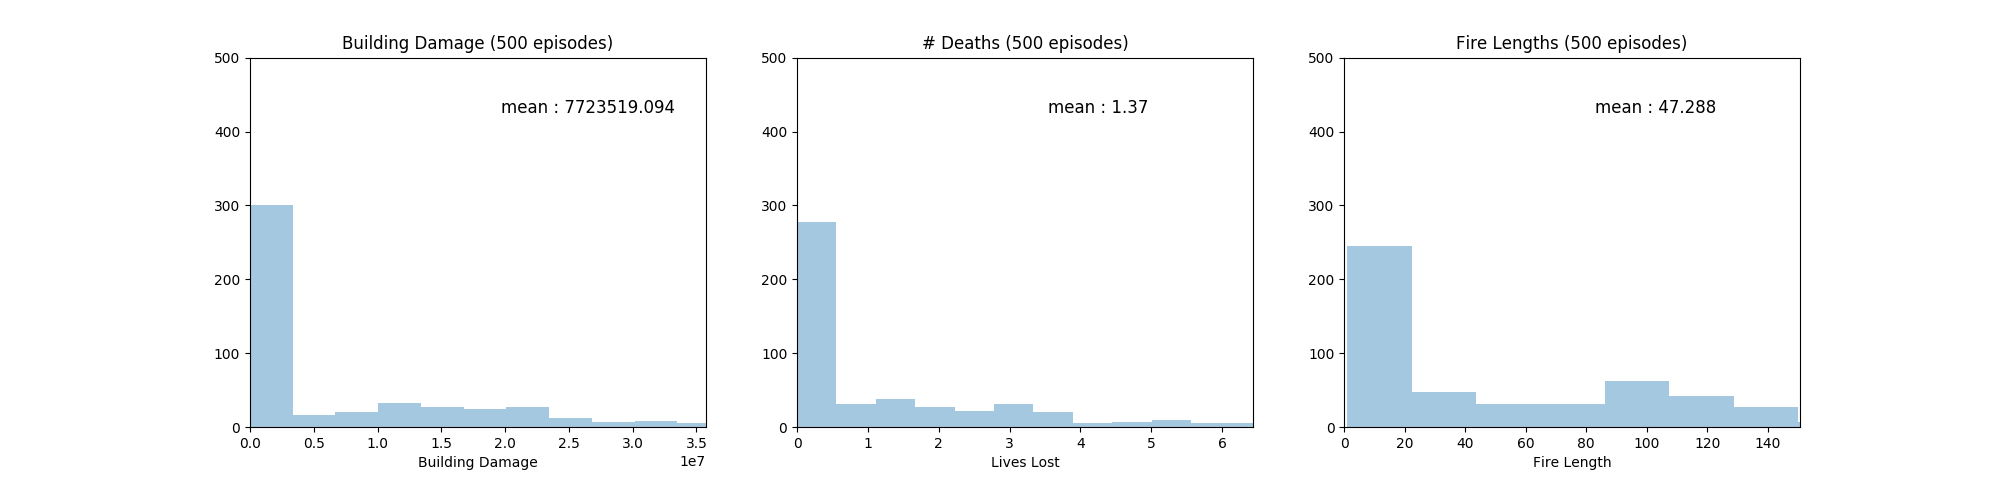 Building Damage (500 episodes)
500
400
300
200
100
0
mean : 7723519.094
0.0 0.5 1.0 1.5 2.0 2.5 3.0 3.5
1e7
Building Damage
# Deaths (500 episodes)
500
400
300
200
100
0
mean : 1.37
0 1 2 3 4 5 6
Lives Lost
Fire Lengths (500 episodes)
500
400
300
200
100
0
mean : 47.288
0 20 40 60 80 100 120 140
Fire Length